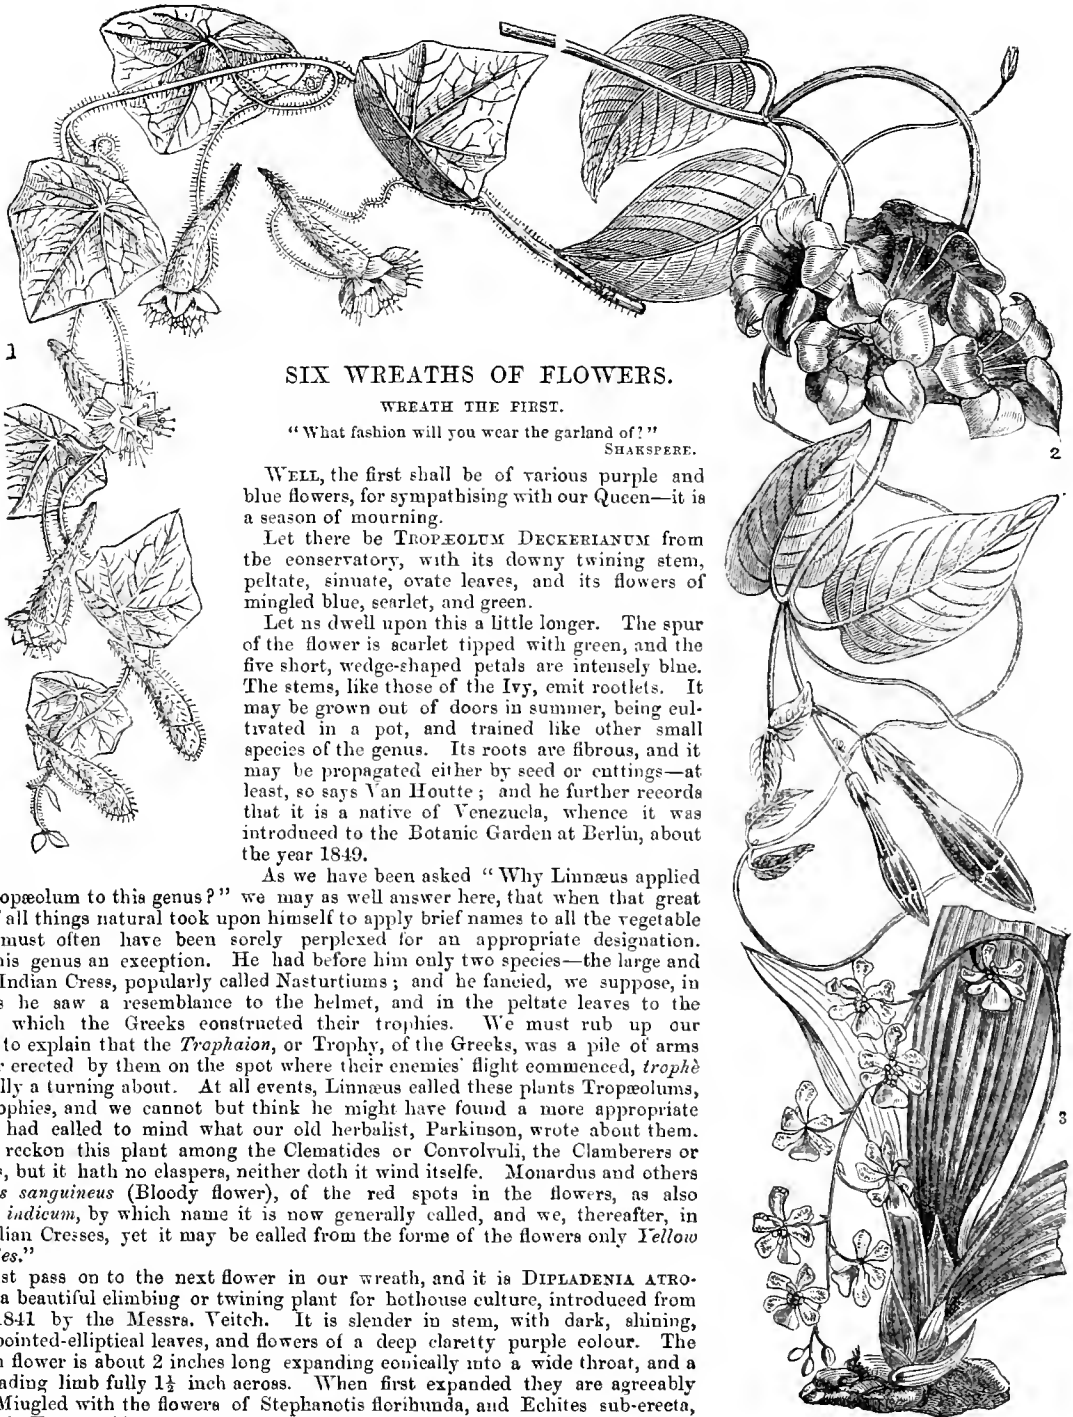 1
SIX WREATHS OF FLOWERS.
WREATH THE FIRST.
“What fashion will you wear the garland of?”
SHAKSPERE.
2
WELL, the first shall be of various purple and
blue flowers, for sympathising with our Queen—it is
a season of mourning.
Let there be TROPÆOLUM DECKERIANUM from
the conservatory, with its downy twining stem,
peltate, sinuate, ovate leaves, and its flowers of
mingled blue, scarlet, and green.
Let us dwell upon this a little longer. The spur
of the flower is scarlet tipped with green, and the
five short, wedge-shaped petals are intensely blue.
The stems, like those of the Ivy, emit rootlets. It
may be grown out of doors in summer, being cul-
tivated in a pot, and trained like other small
species of the genus. Its roots are fibrous, and it
may be propagated either by seed or cuttings—at
least, so says Van Houtte; and he further records
that it is a native of Venezuela, whence it was
introduced to the Botanic Garden at Berlin, about
the year 1849.
As we have been asked “Why Linnæus applied
opæolum to this genus?” we may as well answer here, that when that great
all things natural took upon himself to apply brief names to all the vegetable
must often have been sorely perplexed for an appropriate designation.
his genus an exception. He had before him only two species—the large and
Indian Cress, popularly called Nasturtiums; and he fancied, we suppose, in
s he saw a resemblance to the helmet, and in the peltate leaves to the
which the Greeks constructed their trophies. We must rub up our
to explain that the Trophaion, or Trophy, of the Greeks, was a pile of arms
r erected by them on the spot where their enemies’ flight commenced, trophè
lly a turning about. At all events, Linnæus called these plants Tropæolums,
ophies, and we cannot but think he might have found a more appropriate
had called to mind what our old herbalist, Parkinson, wrote about them.
reckon this plant among the Clematides or Convolvuli, the Clamberers or
, but it hath no claspers, neither doth it wind itselfe. Monardus and others
s sanguineus (Bloody flower), of the red spots in the flowers, as also
indicum, by which name it is now generally called, and we, thereafter, in
dian Cresses, yet it may be called from the forme of the flowers only Yellow
es.”
3
st pass on to the next flower in our wreath, and it is DIPLADENIA ATRO-
a beautiful climbing or twining plant for hothouse culture, introduced from
841 by the Messrs. Veitch. It is slender in stem, with dark, shining,
pointed-elliptical leaves, and flowers of a deep claretty purple colour. The
flower is about 2 inches long expanding conically into a wide throat, and a
ading limb fully 1½ inch across. When first expanded they are agreeably
Mingled with the flowers of Stephanotis floribunda, and Echites sub-erecta,